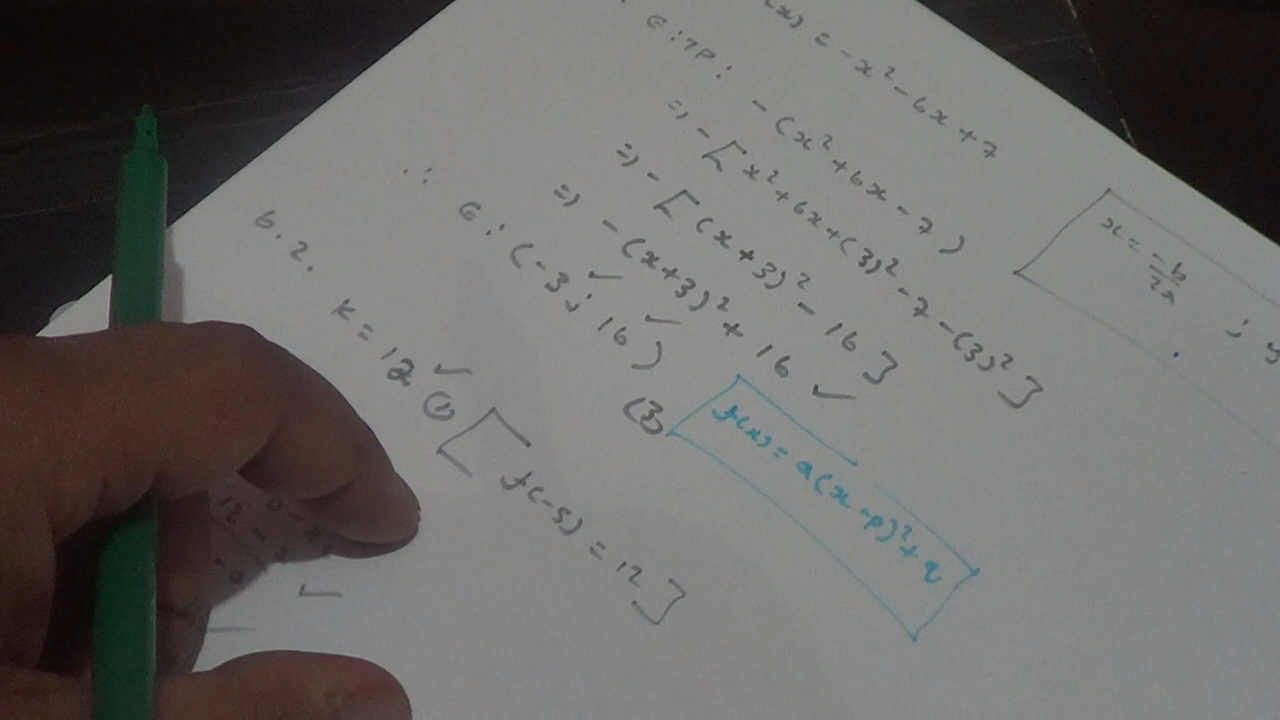 (x) = -x² - 6x + 7
E: TP: -(x² + 6x - 7)
=> -[x² + 6x + (3)² - 7 - (3)²]
=> -[(x+3)² - 16]
=> -(x+3)² + 16 ✓
∴ E: (-3 ; 16) (3)
x = -b/2a
; y
f(x) = a(x-p)² + q
6.2. K = 12 ✓ (1) [f(-5) = 12]